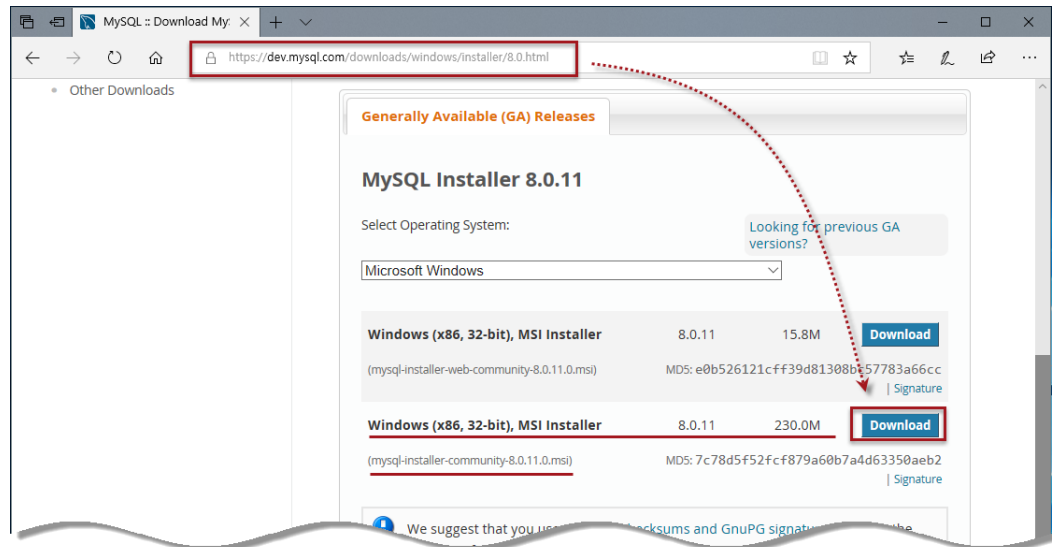 MySQL :: Download My:
https://dev.mysql.com/downloads/windows/installer/8.0.html
Other Downloads
Generally Available (GA) Releases
MySQL Installer 8.0.11
Select Operating System:
Looking for previous GA
versions?
Microsoft Windows
Windows (x86, 32-bit), MSI Installer 8.0.11 15.8M Download
(mysql-installer-web-community-8.0.11.0.msi) MD5:
| Signature
Windows (x86, 32-bit), MSI Installer 8.0.11 230.0M Download
(mysql-installer-community-8.0.11.0.msi) MD5: 7c78d5f52fcf879a60b7a4d63350aeb2
| Signature
We suggest that you use and GnuPG the